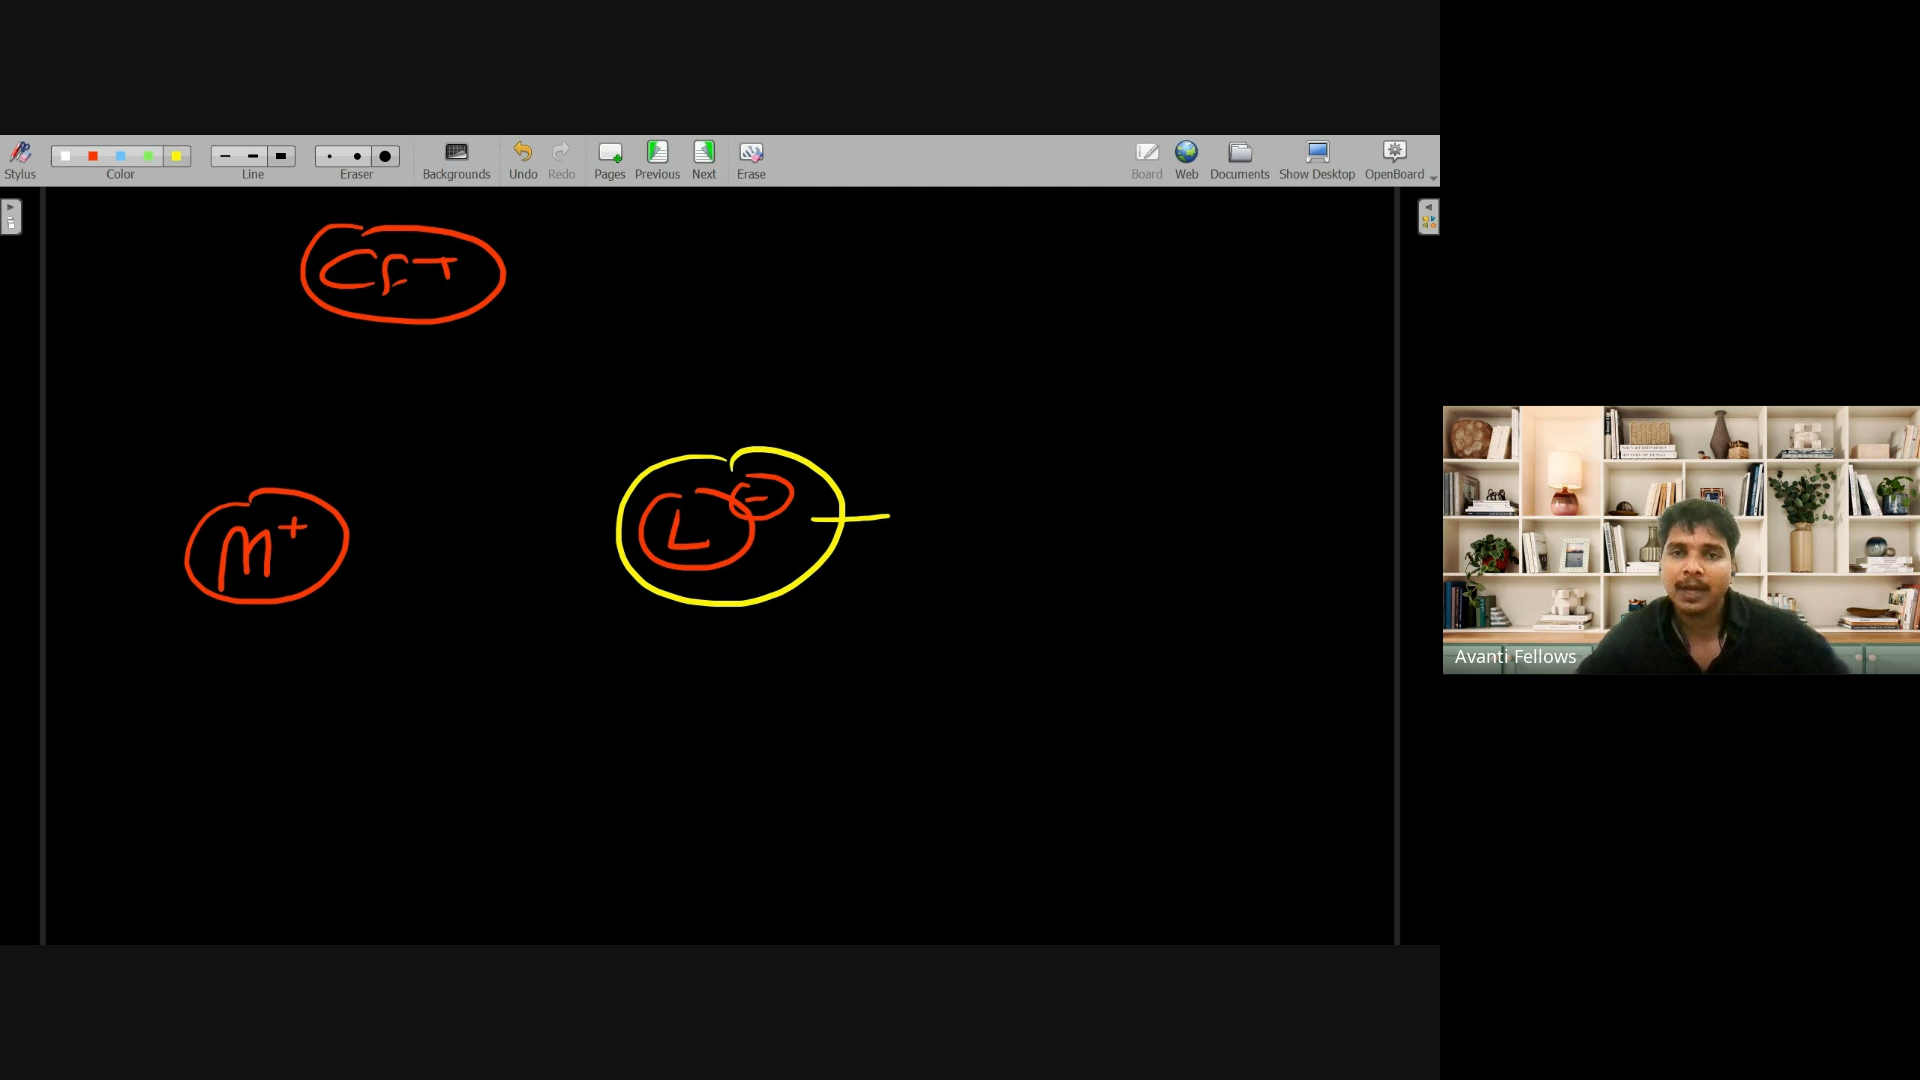 Stylus Color Line Eraser Backgrounds Undo Redo Pages Previous Next Erase Board Web Documents Show Desktop OpenBoard
CFT
M+
L-
Avanti Fellows